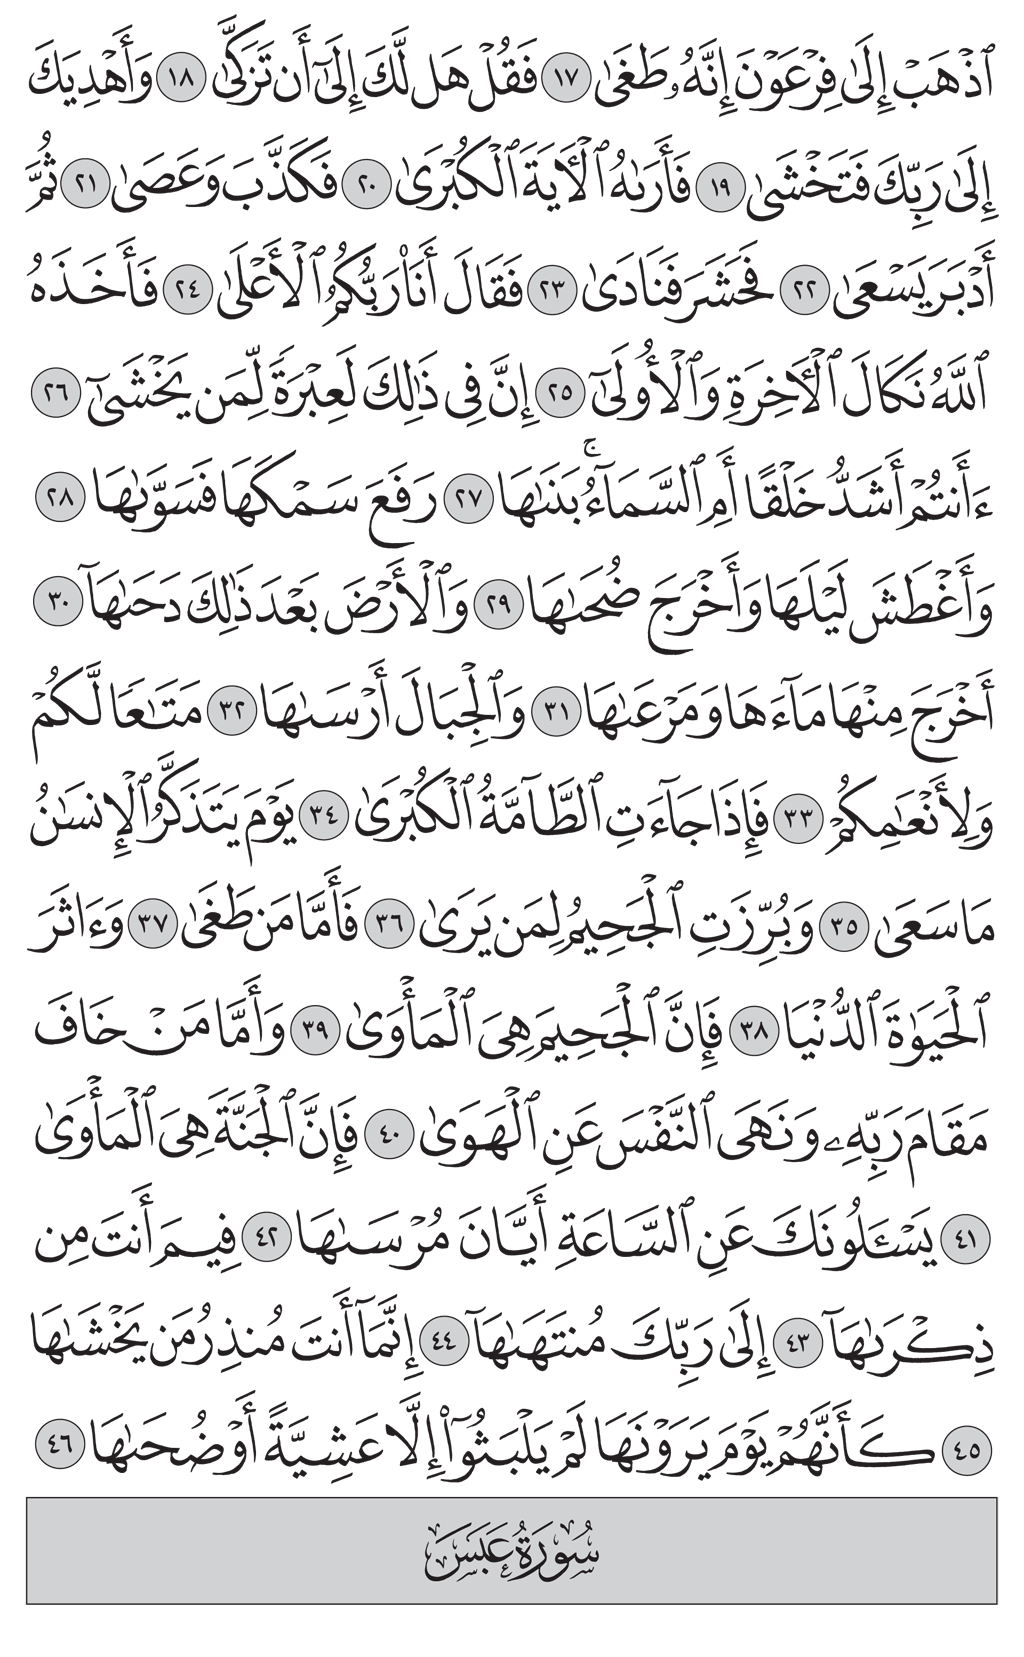 ٱذۡهَبۡ إِلَىٰ فِرۡعَوۡنَ إِنَّهُۥ طَغَىٰ ١٧ فَقُلۡ هَل لَّكَ إِلَىٰٓ أَن تَزَكَّىٰ ١٨ وَأَهۡدِيَكَ
إِلَىٰ رَبِّكَ فَتَخۡشَىٰ ١٩ فَأَرَىٰهُ ٱلۡأٓيَةَ ٱلۡكُبۡرَىٰ ٢٠ فَكَذَّبَ وَعَصَىٰ ٢١ ثُمَّ
أَدۡبَرَ يَسۡعَىٰ ٢٢ فَحَشَرَ فَنَادَىٰ ٢٣ فَقَالَ أَنَا۠ رَبُّكُمُ ٱلۡأَعۡلَىٰ ٢٤ فَأَخَذَهُ
ٱللَّهُ نَكَالَ ٱلۡأٓخِرَةِ وَٱلۡأُولَىٰٓ ٢٥ إِنَّ فِي ذَٰلِكَ لَعِبۡرَةٗ لِّمَن يَخۡشَىٰٓ ٢٦
ءَأَنتُمۡ أَشَدُّ خَلۡقًا أَمِ ٱلسَّمَآءُۚ بَنَىٰهَا ٢٧ رَفَعَ سَمۡكَهَا فَسَوَّىٰهَا ٢٨
وَأَغۡطَشَ لَيۡلَهَا وَأَخۡرَجَ ضُحَىٰهَا ٢٩ وَٱلۡأَرۡضَ بَعۡدَ ذَٰلِكَ دَحَىٰهَآ ٣٠
أَخۡرَجَ مِنۡهَا مَآءَهَا وَمَرۡعَىٰهَا ٣١ وَٱلۡجِبَالَ أَرۡسَىٰهَا ٣٢ مَتَٰعٗا لَّكُمۡ
وَلِأَنۡعَٰمِكُمۡ ٣٣ فَإِذَا جَآءَتِ ٱلطَّآمَّةُ ٱلۡكُبۡرَىٰ ٣٤ يَوۡمَ يَتَذَكَّرُ ٱلۡإِنسَٰنُ
مَا سَعَىٰ ٣٥ وَبُرِّزَتِ ٱلۡجَحِيمُ لِمَن يَرَىٰ ٣٦ فَأَمَّا مَن طَغَىٰ ٣٧ وَءَاثَرَ
ٱلۡحَيَوٰةَ ٱلدُّنۡيَا ٣٨ فَإِنَّ ٱلۡجَحِيمَ هِيَ ٱلۡمَأۡوَىٰ ٣٩ وَأَمَّا مَنۡ خَافَ
مَقَامَ رَبِّهِۦ وَنَهَى ٱلنَّفۡسَ عَنِ ٱلۡهَوَىٰ ٤٠ فَإِنَّ ٱلۡجَنَّةَ هِيَ ٱلۡمَأۡوَىٰ
٤١ يَسۡـَٔلُونَكَ عَنِ ٱلسَّاعَةِ أَيَّانَ مُرۡسَىٰهَا ٤٢ فِيمَ أَنتَ مِن
ذِكۡرَىٰهَآ ٤٣ إِلَىٰ رَبِّكَ مُنتَهَىٰهَآ ٤٤ إِنَّمَآ أَنتَ مُنذِرُ مَن يَخۡشَىٰهَا
٤٥ كَأَنَّهُمۡ يَوۡمَ يَرَوۡنَهَا لَمۡ يَلۡبَثُوٓاْ إِلَّا عَشِيَّةً أَوۡ ضُحَىٰهَا ٤٦
سُورَةُ عَبَسَ